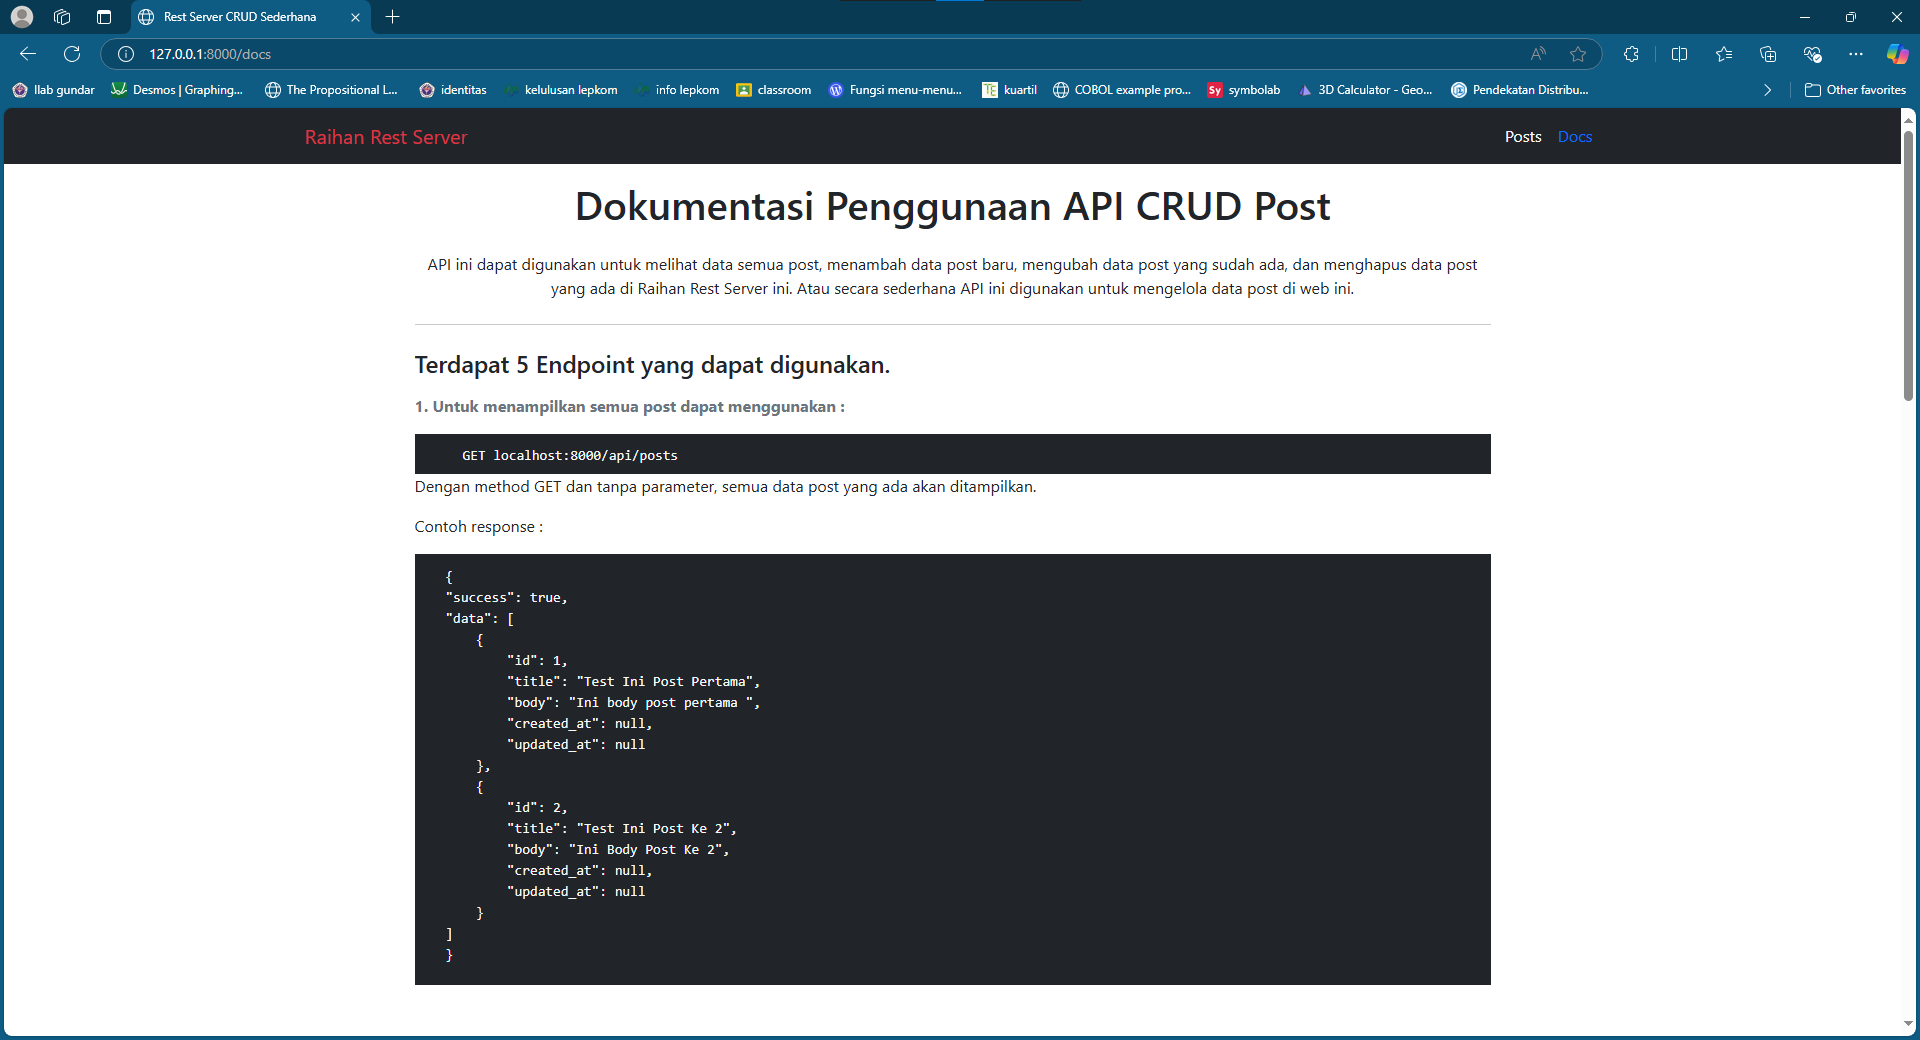 Rest Server CRUD Sederhana
127.0.0.1:8000/docs
Ilab gundar
Desmos | Graphing...
The Propositional L...
identitas
kelulusan lepkom
info lepkom
classroom
Fungsi menu-menu...
TE kuartil
COBOL example pro...
Sy symbolab
3D Calculator - Geo...
Pendekatan Distribu...
Other favorites
Raihan Rest Server
Posts Docs
Dokumentasi Penggunaan API CRUD Post
API ini dapat digunakan untuk melihat data semua post, menambah data post baru, mengubah data post yang sudah ada, dan menghapus data post
yang ada di Raihan Rest Server ini. Atau secara sederhana API ini digunakan untuk mengelola data post di web ini.
Terdapat 5 Endpoint yang dapat digunakan.
1. Untuk menampilkan semua post dapat menggunakan :
GET localhost:8000/api/posts
Dengan method GET dan tanpa parameter, semua data post yang ada akan ditampilkan.
Contoh response :
{
"success": true,
"data": [
{
"id": 1,
"title": "Test Ini Post Pertama",
"body": "Ini body post pertama ",
"created_at": null,
"updated_at": null
},
{
"id": 2,
"title": "Test Ini Post Ke 2",
"body": "Ini Body Post Ke 2",
"created_at": null,
"updated_at": null
}
]
}